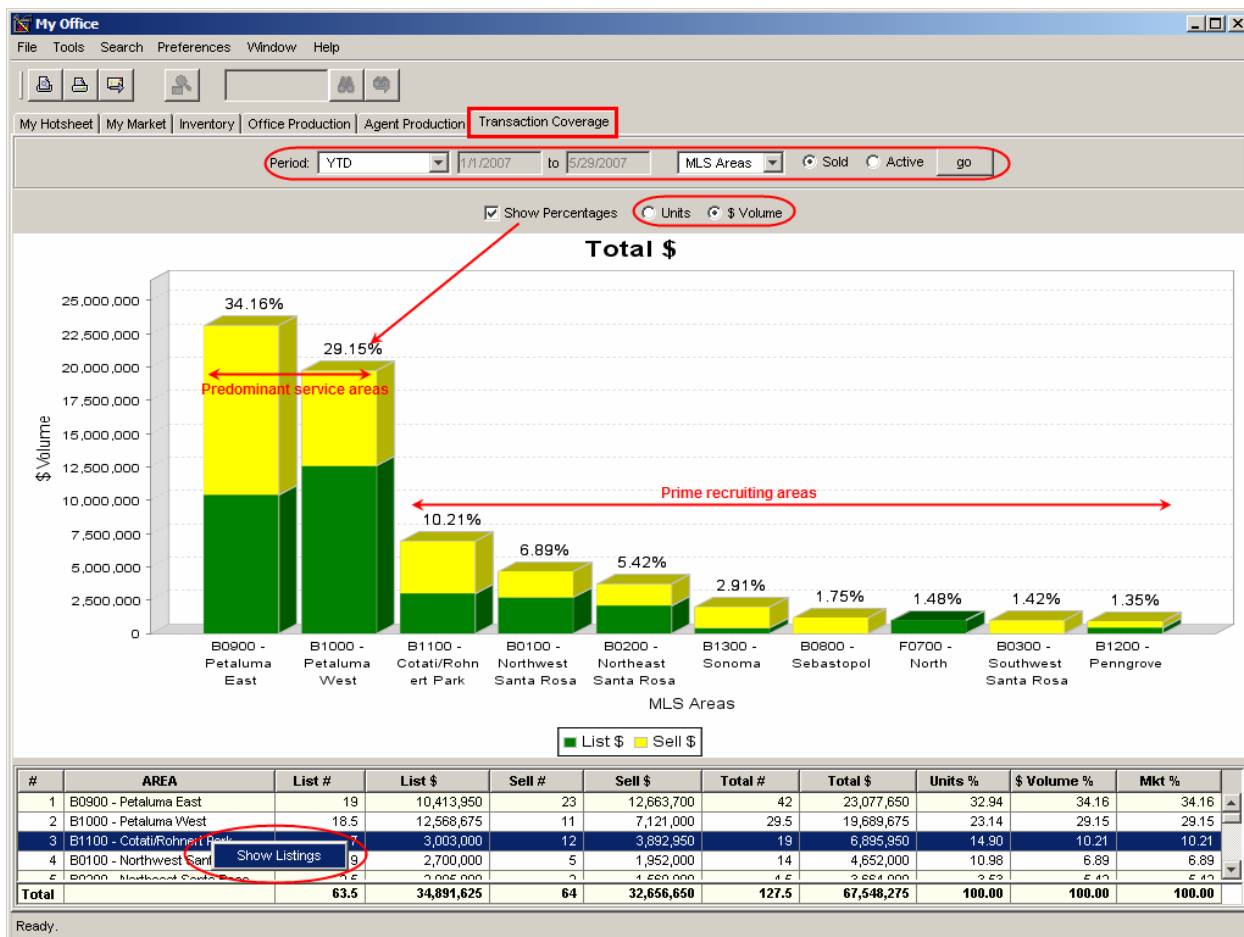 My Office
File Tools Search Preferences Window Help
My Hotsheet My Market Inventory Office Production Agent Production Transaction Coverage
Period: YTD 1/1/2007 to 5/29/2007 MLS Areas Sold Active go
Show Percentages Units $ Volume
Total $
$ Volume
25,000,000
22,500,000
20,000,000
17,500,000
15,000,000
12,500,000
10,000,000
7,500,000
5,000,000
2,500,000
0
34.16%
29.15%
Predominant service areas
Prime recruiting areas
10.21%
6.89%
5.42%
2.91%
1.75%
1.48%
1.42%
1.35%
B0900 -
Petaluma
East
B1000 -
Petaluma
West
B1100 -
Cotati/Rohn
ert Park
B0100 -
Northwest
Santa Rosa
B0200 -
Northeast
Santa Rosa
B1300 -
Sonoma
B0800 -
Sebastopol
F0700 -
North
B0300 -
Southwest
Santa Rosa
B1200 -
Penngrove
MLS Areas
List $ Sell $
# AREA List # List $ Sell # Sell $ Total # Total $ Units % $ Volume % Mkt %
1 B0900 - Petaluma East 19 10,413,950 23 12,663,700 42 23,077,650 32.94 34.16 34.16
2 B1000 - Petaluma West 18.5 12,568,675 11 7,121,000 29.5 19,689,675 23.14 29.15 29.15
3 B1100 - Cotati/Rohnert Park 7 3,003,000 12 3,892,950 19 6,895,950 14.90 10.21 10.21
Show Listings
4 B0100 - Northwest Sant 9 2,700,000 5 1,952,000 14 4,652,000 10.98 6.89 6.89
5 B0200 - Northeast Santa Rosa 3.53 5.42 5.42
Total 63.5 34,891,625 64 32,656,650 127.5 67,548,275 100.00 100.00 100.00
Ready.